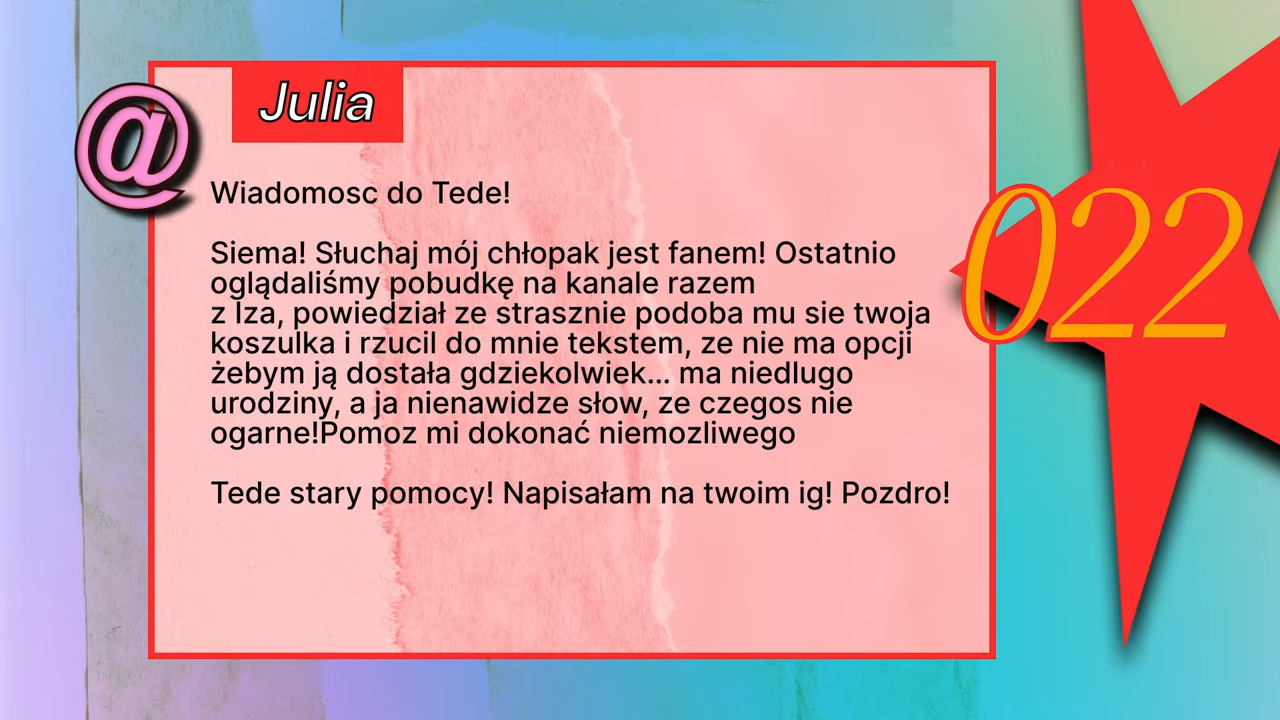 @
Julia
Wiadomosc do Tede!
Siema! Słuchaj mój chłopak jest fanem! Ostatnio
oglądaliśmy pobudkę na kanale razem
z Iza, powiedział ze strasznie podoba mu sie twoja
koszulka i rzucil do mnie tekstem, ze nie ma opcji
żebym ją dostała gdziekolwiek... ma niedlugo
urodziny, a ja nienawidze słow, ze czegos nie
ogarne!Pomoz mi dokonać niemozliwego
Tede stary pomocy! Napisałam na twoim ig! Pozdro!
022